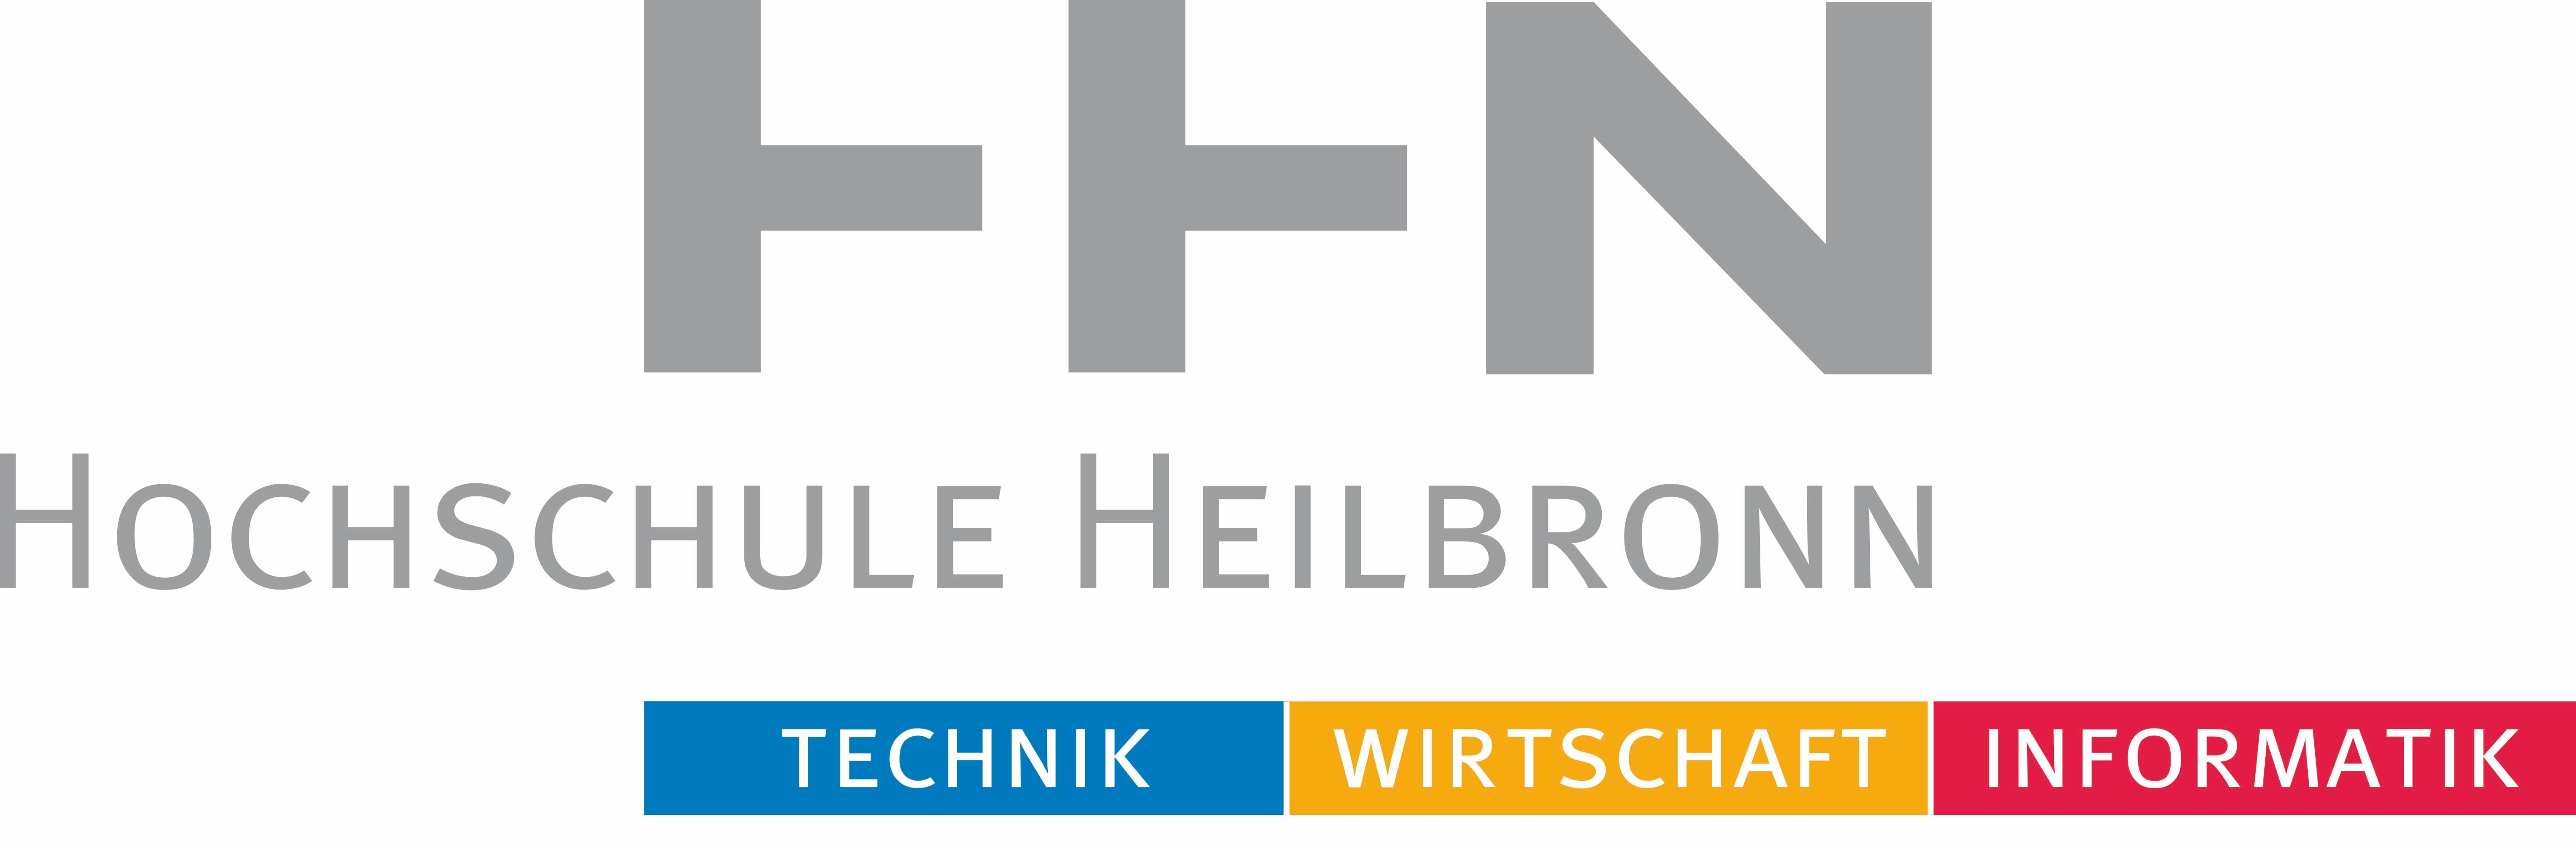 HHN
HOCHSCHULE HEILBRONN
TECHNIK WIRTSCHAFT INFORMATIK